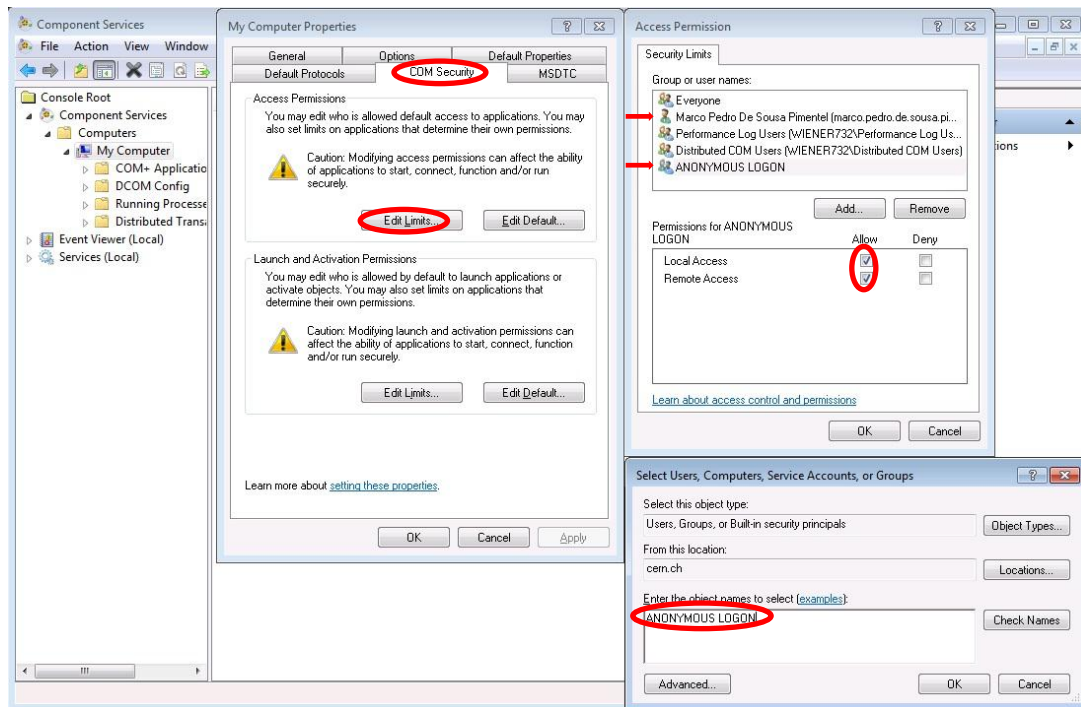 Component Services
File Action View Window
Console Root
Component Services
Computers
My Computer
COM+ Applicatio
DCOM Config
Running Processe
Distributed Transa
Event Viewer (Local)
Services (Local)
My Computer Properties
General Options Default Properties
Default Protocols COM Security MSDTC
Access Permissions
You may edit who is allowed default access to applications. You may
also set limits on applications that determine their own permissions.
Caution: Modifying access permissions can affect the ability
of applications to start, connect, function and/or run
securely.
Edit Limits... Edit Default...
Launch and Activation Permissions
You may edit who is allowed by default to launch applications or
activate objects. You may also set limits on applications that
determine their own permissions.
Caution: Modifying launch and activation permissions can
affect the ability of applications to start, connect, function
and/or run securely.
Edit Limits... Edit Default...
Learn more about setting these properties.
OK Cancel Apply
Access Permission
Security Limits
Group or user names:
Everyone
Marco Pedro De Sousa Pimentel (marco.pedro.de.sousa.pi...
Performance Log Users (WIENER732\Performance Log Us...
Distributed COM Users (WIENER732\Distributed COM Users)
ANONYMOUS LOGON
Add... Remove
Permissions for ANONYMOUS
LOGON Allow Deny
Local Access
Remote Access
Learn about access control and permissions
OK Cancel
ions
Select Users, Computers, Service Accounts, or Groups
Select this object type:
Users, Groups, or Built-in security principals
Object Types...
From this location:
cern.ch
Locations...
Enter the object names to select (examples):
ANONYMOUS LOGON
Check Names
Advanced... OK Cancel